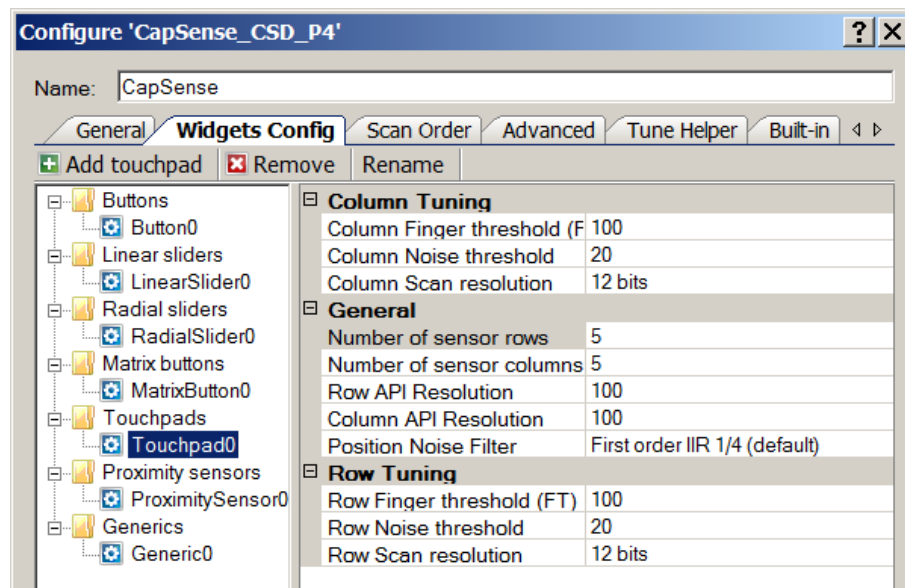 Configure 'CapSense_CSD_P4'
Name: CapSense
General Widgets Config Scan Order Advanced Tune Helper Built-in
Add touchpad Remove Rename
Buttons
Button0
Linear sliders
LinearSlider0
Radial sliders
RadialSlider0
Matrix buttons
MatrixButton0
Touchpads
Touchpad0
Proximity sensors
ProximitySensor0
Generics
Generic0
Column Tuning
Column Finger threshold (F 100
Column Noise threshold 20
Column Scan resolution 12 bits
General
Number of sensor rows 5
Number of sensor columns 5
Row API Resolution 100
Column API Resolution 100
Position Noise Filter First order IIR 1/4 (default)
Row Tuning
Row Finger threshold (FT) 100
Row Noise threshold 20
Row Scan resolution 12 bits